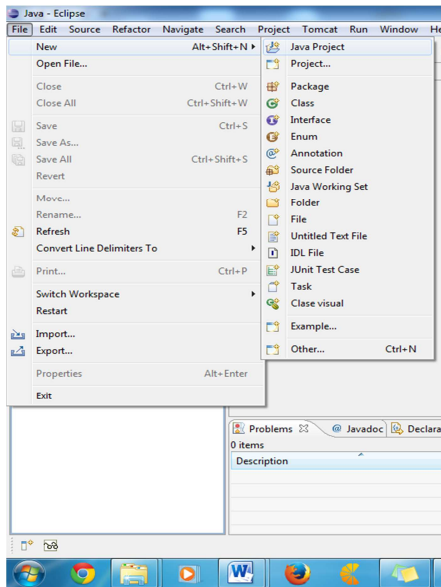 Java - Eclipse
File Edit Source Refactor Navigate Search Project Tomcat Run Window He
New Alt+Shift+N
Open File...
Close Ctrl+W
Close All Ctrl+Shift+W
Save Ctrl+S
Save As...
Save All Ctrl+Shift+S
Revert
Move...
Rename... F2
Refresh F5
Convert Line Delimiters To
Print... Ctrl+P
Switch Workspace
Restart
Import...
Export...
Properties Alt+Enter
Exit
Java Project
Project...
Package
Class
Interface
Enum
Annotation
Source Folder
Java Working Set
Folder
File
Untitled Text File
IDL File
JUnit Test Case
Task
Clase visual
Example...
Other... Ctrl+N
Problems @ Javadoc Declara
0 items
Description